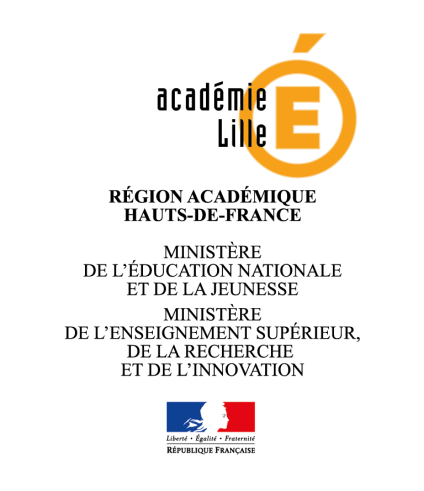 académie
Lille
É
RÉGION ACADÉMIQUE
HAUTS-DE-FRANCE
MINISTÈRE
DE L’ÉDUCATION NATIONALE
ET DE LA JEUNESSE
MINISTÈRE
DE L’ENSEIGNEMENT SUPÉRIEUR,
DE LA RECHERCHE
ET DE L’INNOVATION
Liberté • Égalité • Fraternité
RÉPUBLIQUE FRANÇAISE